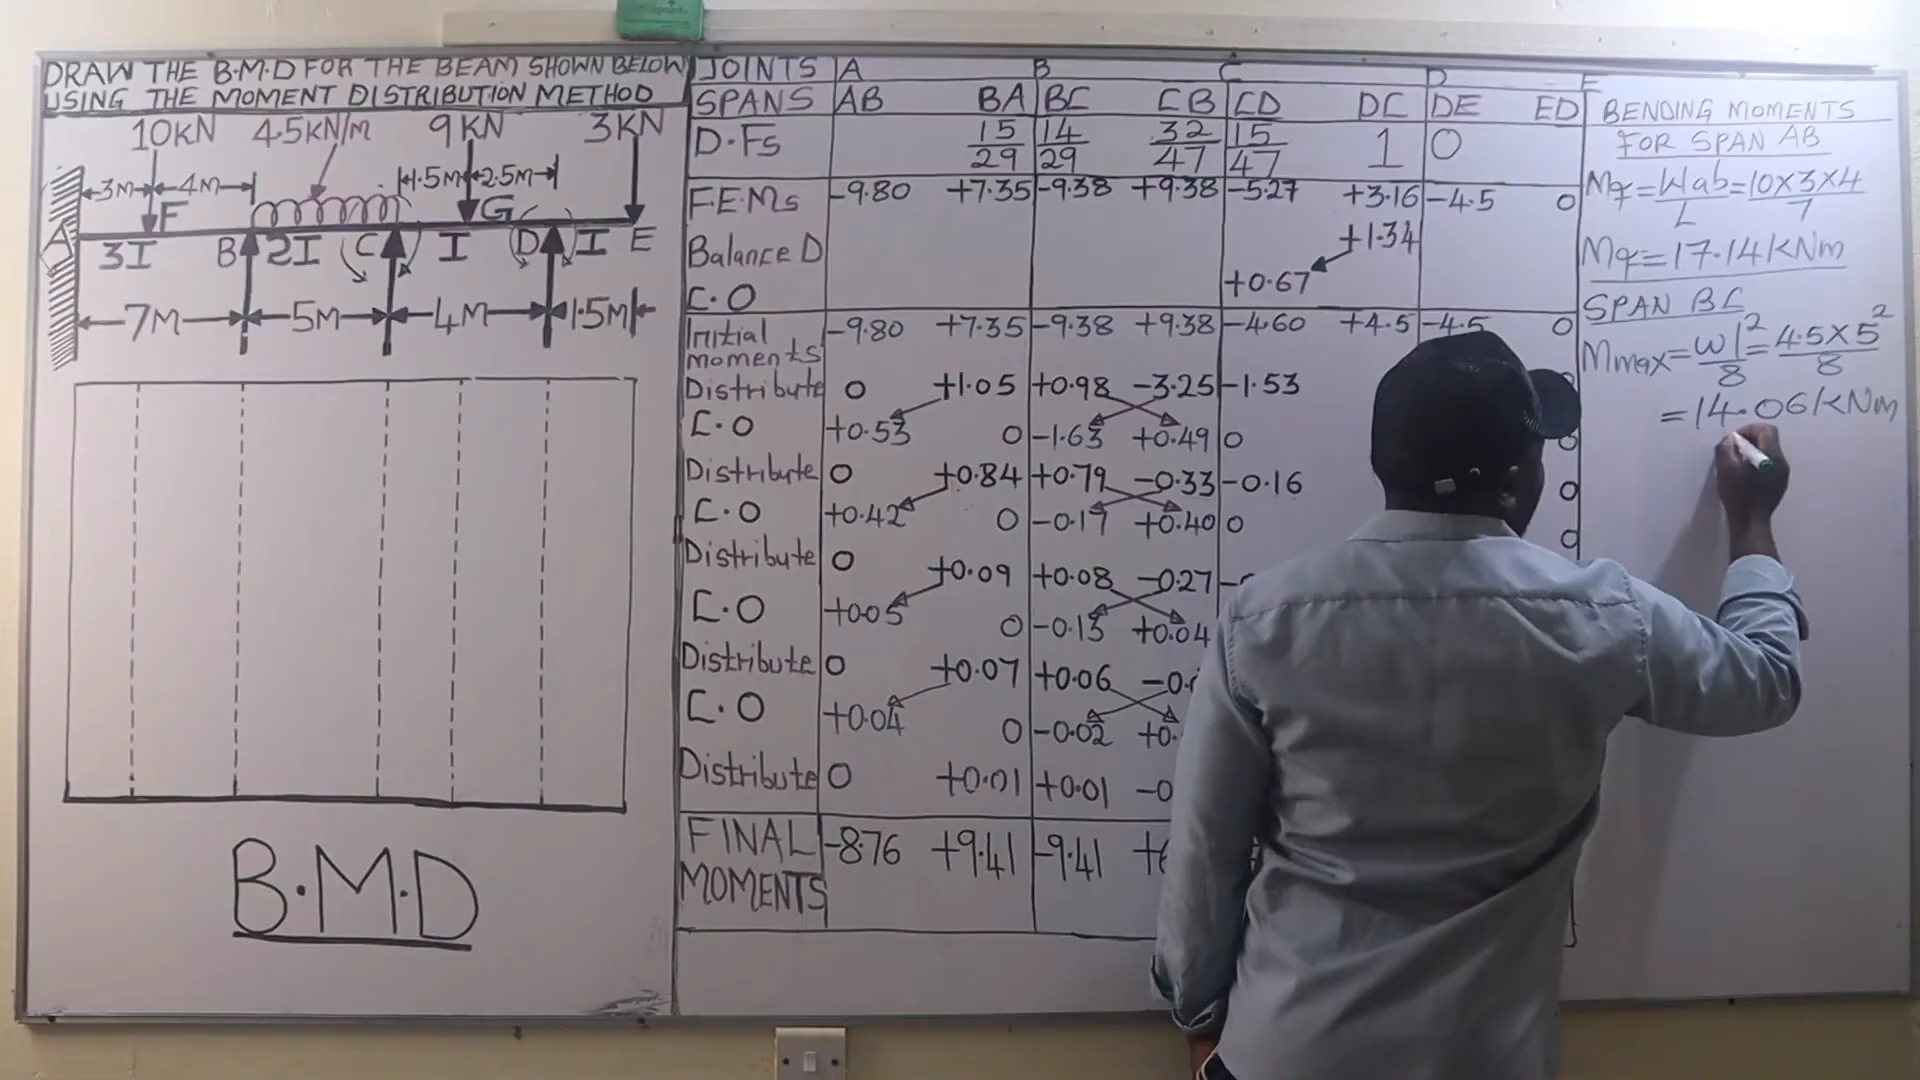 DRAW THE B.M.D FOR THE BEAM SHOWN BELOW
USING THE MOMENT DISTRIBUTION METHOD
10KN 4.5KN/M 9KN 3KN
3M 4M 1.5M 2.5M
F G
A 3I B 2I C I D I E
7M 5M 4M 1.5M
B.M.D
JOINTS A B C D E
SPANS AB BA BC CB CD DC DE ED
D.Fs 15/29 14/29 32/47 15/47 1 0
F.E.Ms -9.80 +7.35 -9.38 +9.38 -5.27 +3.16 -4.5 0
Balance D +1.34
C.O +0.67
Initial moments -9.80 +7.35 -9.38 +9.38 -4.60 +4.5 -4.5 0
Distribute 0 +1.05 +0.98 -3.25 -1.53
C.O +0.53 0 -1.63 +0.49 0
Distribute 0 +0.84 +0.79 -0.33 -0.16 0
C.O +0.42 0 -0.17 +0.40 0 0
Distribute 0 +0.09 +0.08 -0.27
C.O +0.05 0 -0.13 +0.04
Distribute 0 +0.07 +0.06
C.O +0.04 0 -0.02
Distribute 0 +0.01 +0.01
FINAL MOMENTS -8.76 +9.41 -9.41
BENDING MOMENTS
FOR SPAN AB
= Wab/L = 10×3×4/7
= 17.14KNm
SPAN BC
Mmax = wl²/8 = 4.5×5²/8
= 14.06KNm